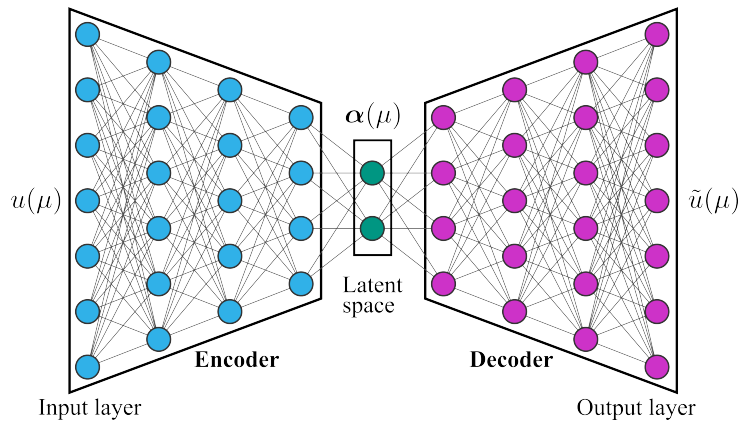 𝜶(μ)
u(μ)
ũ(μ)
Latent
space
Encoder
Decoder
Input layer
Output layer